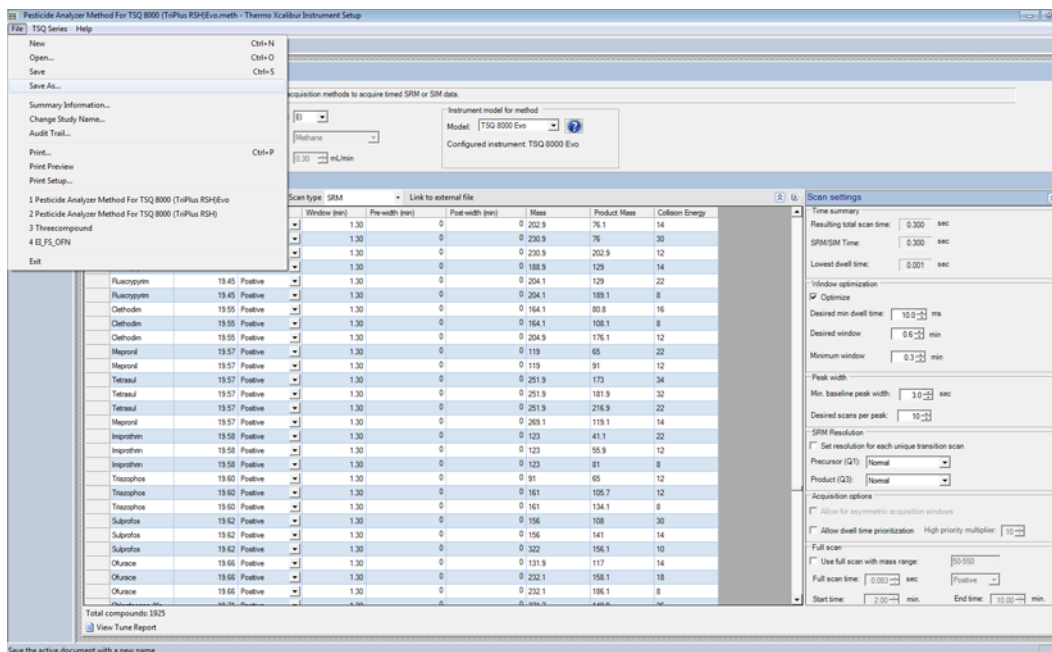 Pesticide Analyzer Method For TSQ 8000 (TriPlus RSH)Evo.meth - Thermo Xcalibur Instrument Setup
File TSQ Series Help
New Ctrl+N
Open... Ctrl+O
Save Ctrl+S
Save As...
Summary Information...
Change Study Name...
Audit Trail...
Print... Ctrl+P
Print Preview
Print Setup...
1 Pesticide Analyzer Method For TSQ 8000 (TriPlus RSH)Evo
2 Pesticide Analyzer Method For TSQ 8000 (TriPlus RSH)
3 Threecompound
4 EI_FS_OFN
Exit
acquisition methods to acquire timed SRM or SIM data.
EI
Methane
0.30 mL/min
Instrument model for method
Model: TSQ 8000 Evo
Configured instrument: TSQ 8000 Evo
Scan type SRM Link to external file
Window (min) Pre-width (min) Post-width (min) Mass Product Mass Collision Energy
1.30 0 0 202.9 76.1 14
1.30 0 0 230.9 76 30
1.30 0 0 230.9 202.9 12
1.30 0 0 188.9 129 14
Fluacrypyrim 19.45 Positive 1.30 0 0 204.1 129 22
Fluacrypyrim 19.45 Positive 1.30 0 0 204.1 189.1 8
Clethodim 19.55 Positive 1.30 0 0 164.1 80.8 16
Clethodim 19.55 Positive 1.30 0 0 164.1 108.1 8
Clethodim 19.55 Positive 1.30 0 0 204.9 176.1 12
Mepronil 19.57 Positive 1.30 0 0 119 65 22
Mepronil 19.57 Positive 1.30 0 0 119 91 12
Tetrasul 19.57 Positive 1.30 0 0 251.9 173 34
Tetrasul 19.57 Positive 1.30 0 0 251.9 181.9 32
Tetrasul 19.57 Positive 1.30 0 0 251.9 216.9 22
Mepronil 19.57 Positive 1.30 0 0 269.1 119.1 14
Imiprothrin 19.58 Positive 1.30 0 0 123 41.1 22
Imiprothrin 19.58 Positive 1.30 0 0 123 55.9 12
Imiprothrin 19.58 Positive 1.30 0 0 123 81 8
Triazophos 19.60 Positive 1.30 0 0 91 65 12
Triazophos 19.60 Positive 1.30 0 0 161 105.7 12
Triazophos 19.60 Positive 1.30 0 0 161 134.1 8
Sulprofos 19.62 Positive 1.30 0 0 156 108 30
Sulprofos 19.62 Positive 1.30 0 0 156 141 14
Sulprofos 19.62 Positive 1.30 0 0 322 156.1 10
Ofurace 19.66 Positive 1.30 0 0 131.9 117 14
Ofurace 19.66 Positive 1.30 0 0 232.1 158.1 18
Ofurace 19.66 Positive 1.30 0 0 232.1 186.1 8
Total compounds: 1925
View Tune Report
Scan settings
Time summary
Resulting total scan time: 0.300 sec
SRM/SIM Time: 0.300 sec
Lowest dwell time: 0.001 sec
Window optimization
Optimize
Desired min dwell time: 10.0 ms
Desired window 0.6 min
Minimum window 0.3 min
Peak width
Min. baseline peak width: 3.0 sec
Desired scans per peak: 10
SRM Resolution
Set resolution for each unique transition scan
Precursor (Q1): Normal
Product (Q3): Normal
Acquisition options
Allow for asymmetric acquisition windows
Allow dwell time prioritization High priority multiplier: 10
Full scan
Use full scan with mass range: 50-550
Full scan time: 0.083 sec Positive
Start time: 2.00 min. End time: 10.00 min.
Save the active document with a new name